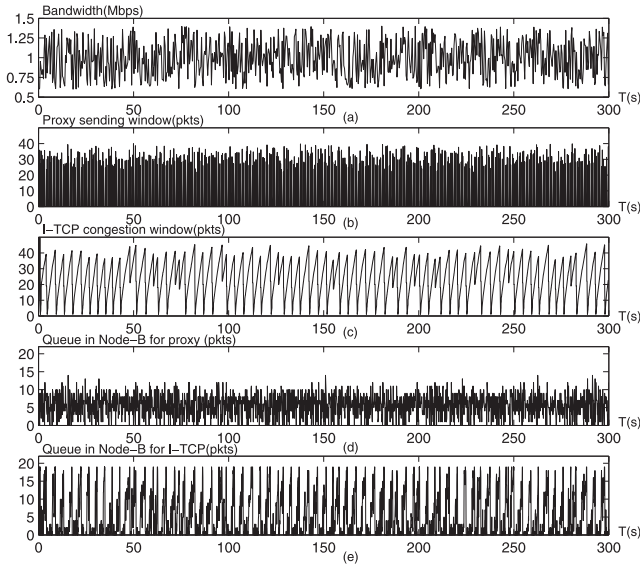 Bandwidth(Mbps)
1.5
1.25
1
0.75
0.5
0 50 100 150 200 250 300
T(s)
(a)
Proxy sending window(pkts)
40
30
20
10
0
0 50 100 150 200 250 300
T(s)
(b)
I-TCP congestion window(pkts)
40
30
20
10
0
0 50 100 150 200 250 300
T(s)
(c)
Queue in Node-B for proxy (pkts)
20
15
10
5
0
0 50 100 150 200 250 300
T(s)
(d)
Queue in Node-B for I-TCP(pkts)
20
15
10
5
0
0 50 100 150 200 250 300
T(s)
(e)